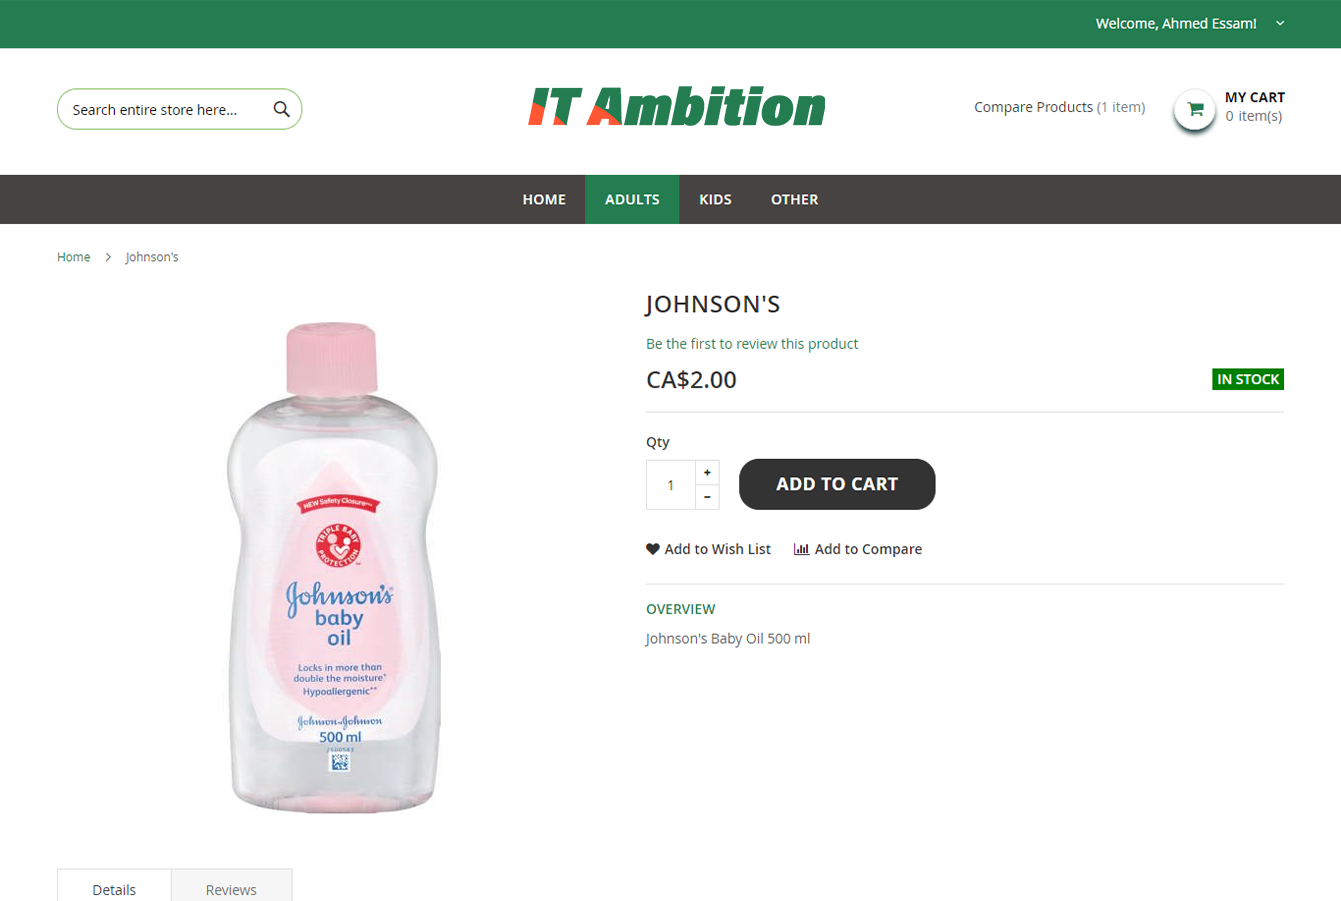 Welcome, Ahmed Essam!
Search entire store here...
IT Ambition
Compare Products (1 item)
MY CART
0 item(s)
HOME
ADULTS
KIDS
OTHER
Home
Johnson's
JOHNSON'S
Be the first to review this product
CA$2.00
IN STOCK
Qty
1
+
-
ADD TO CART
Add to Wish List
Add to Compare
OVERVIEW
Johnson's Baby Oil 500 ml
NEW Safety Closure
TRIPLE BABY PROTECTION
Johnson's®
baby
oil
Locks in more than
double the moisture*
Hypoallergenic**
Johnson & Johnson
500 ml
Details
Reviews